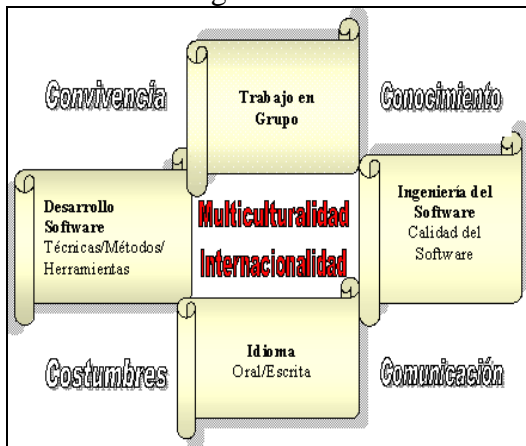 Convivencía
Trabajo en
Grupo
Conocimiento
Desarrollo
Software
Técnicas/Métodos/
Herramientas
Multiculturalidad
Internacionalidad
Ingeniería del
Software
Calidad del
Software
Idioma
Oral/Escrita
Costumbres
Comunicación